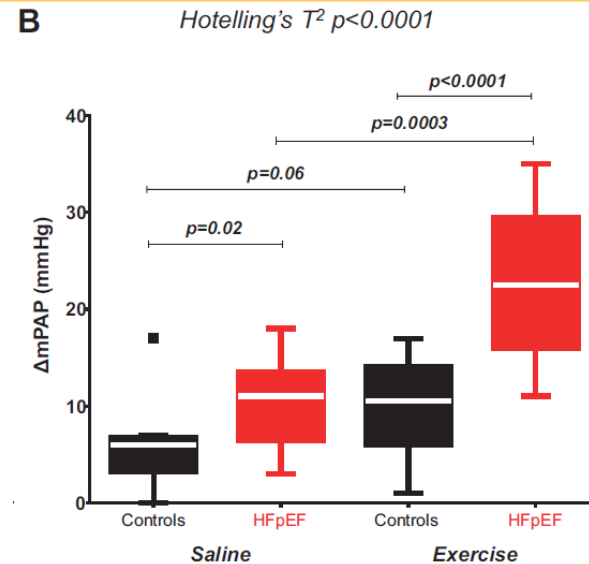 B
Hotelling's T² p<0.0001
p<0.0001
p=0.0003
p=0.06
p=0.02
ΔmPAP (mmHg)
40
30
20
10
0
Controls HFpEF Controls HFpEF
Saline Exercise